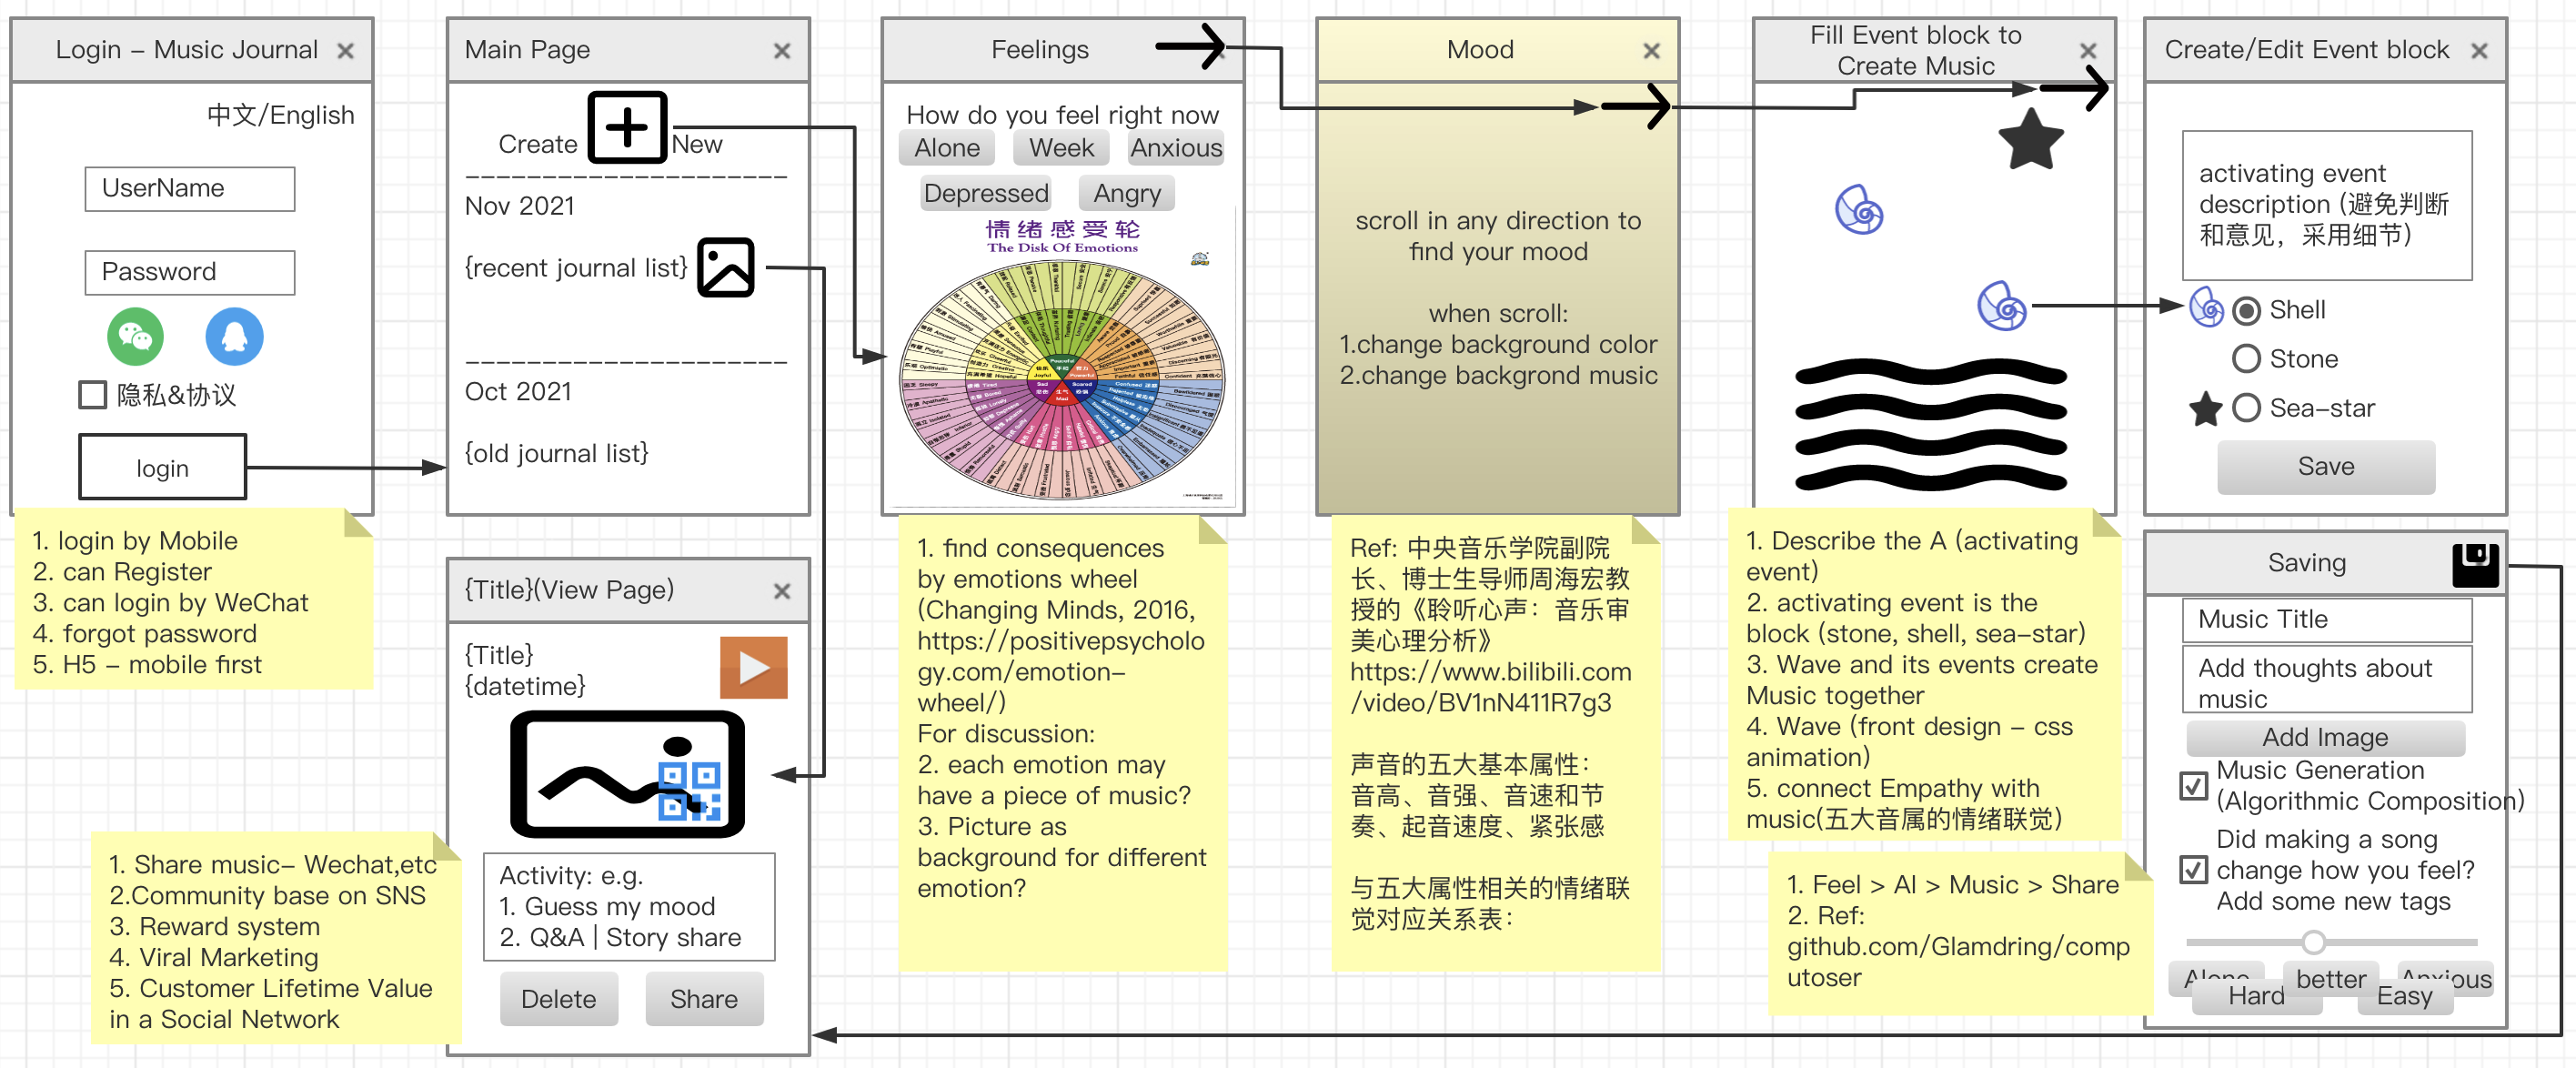 Login - Music Journal
中文/English
UserName
Password
隐私&协议
login
1. login by Mobile
2. can Register
3. can login by WeChat
4. forgot password
5. H5 - mobile first
Main Page
Create New
Nov 2021
{recent journal list}
Oct 2021
{old journal list}
{Title}(View Page)
{Title}
{datetime}
Activity: e.g.
1. Guess my mood
2. Q&A | Story share
Delete
Share
1. Share music- Wechat,etc
2.Community base on SNS
3. Reward system
4. Viral Marketing
5. Customer Lifetime Value
in a Social Network
Feelings
How do you feel right now
Alone Week Anxious
Depressed Angry
情绪感受轮
The Disk Of Emotions
Peaceful
Powerful
Joyful
Sad
Scared
Mad
1. find consequences
by emotions wheel
(Changing Minds, 2016,
https://positivepsycholo
gy.com/emotion-
wheel/)
For discussion:
2. each emotion may
have a piece of music?
3. Picture as
background for different
emotion?
Mood
scroll in any direction to
find your mood
when scroll:
1.change background color
2.change backgrond music
Ref: 中央音乐学院副院
长、博士生导师周海宏教
授的《聆听心声：音乐审
美心理分析》
https://www.bilibili.com
/video/BV1nN411R7g3
声音的五大基本属性：
音高、音强、音速和节
奏、起音速度、紧张感
与五大属性相关的情绪联
觉对应关系表：
Fill Event block to
Create Music
1. Describe the A (activating
event)
2. activating event is the
block (stone, shell, sea-star)
3. Wave and its events create
Music together
4. Wave (front design - css
animation)
5. connect Empathy with
music(五大音属的情绪联觉)
1. Feel > AI > Music > Share
2. Ref:
github.com/Glamdring/comp
utoser
Create/Edit Event block
activating event
description (避免判断
和意见，采用细节)
Shell
Stone
Sea-star
Save
Saving
Music Title
Add thoughts about
music
Add Image
Music Generation
(Algorithmic Composition)
Did making a song
change how you feel?
Add some new tags
Alone better Anxious
Hard Easy